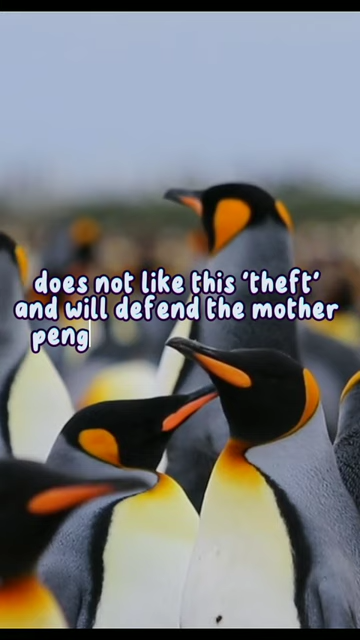 does not like this 'theft'
and will defend the mother
peng